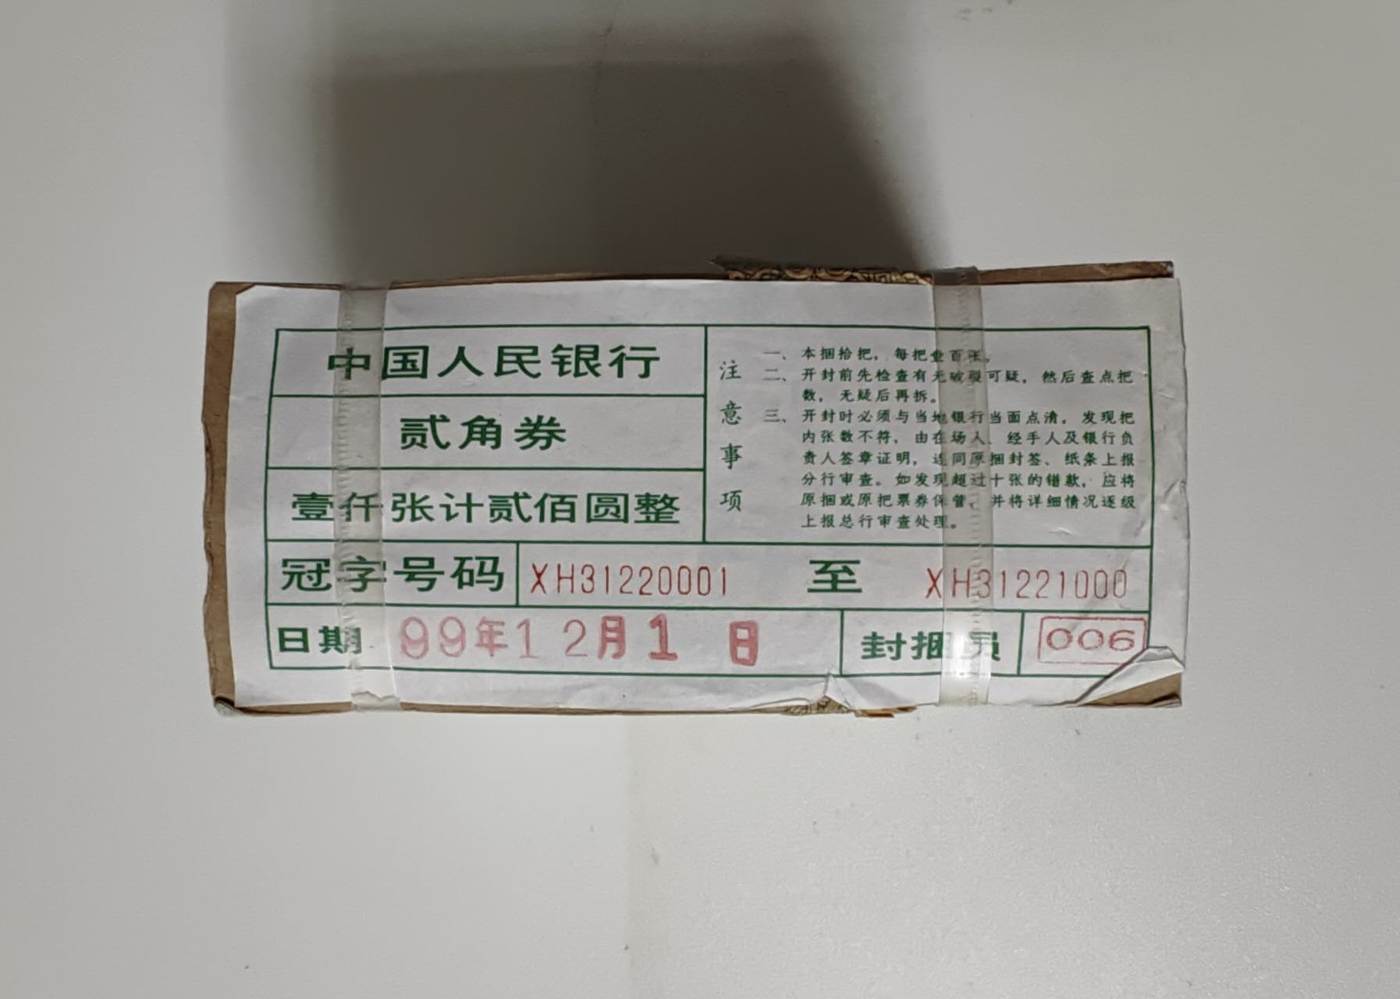 中国人民银行
贰角券
壹仟张计贰佰圆整
注意事项
一、本捆拾把，每把壹百张。
二、开封前先检查有无破裂可疑，然后查点把
数，无疑后再拆。
三、开封时必须与当地银行当面点清，发现把
内张数不符，由在场人、经手人及银行负
责人签章证明，连同原捆封签、纸条上报
分行审查。如发现超过十张的错款，应将
原捆或原把票券保管，并将详细情况逐级
上报总行审查处理。
冠字号码 XH31220001 至 XH31221000
日期 99年12月1日 封捆员 006